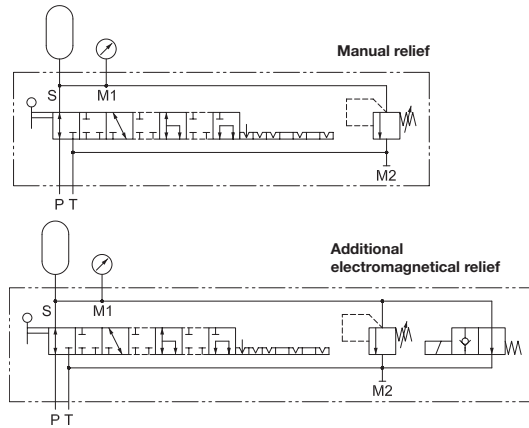 Manual relief
S
M1
M2
P T
Additional
electromagnetical relief
S
M1
M2
P T